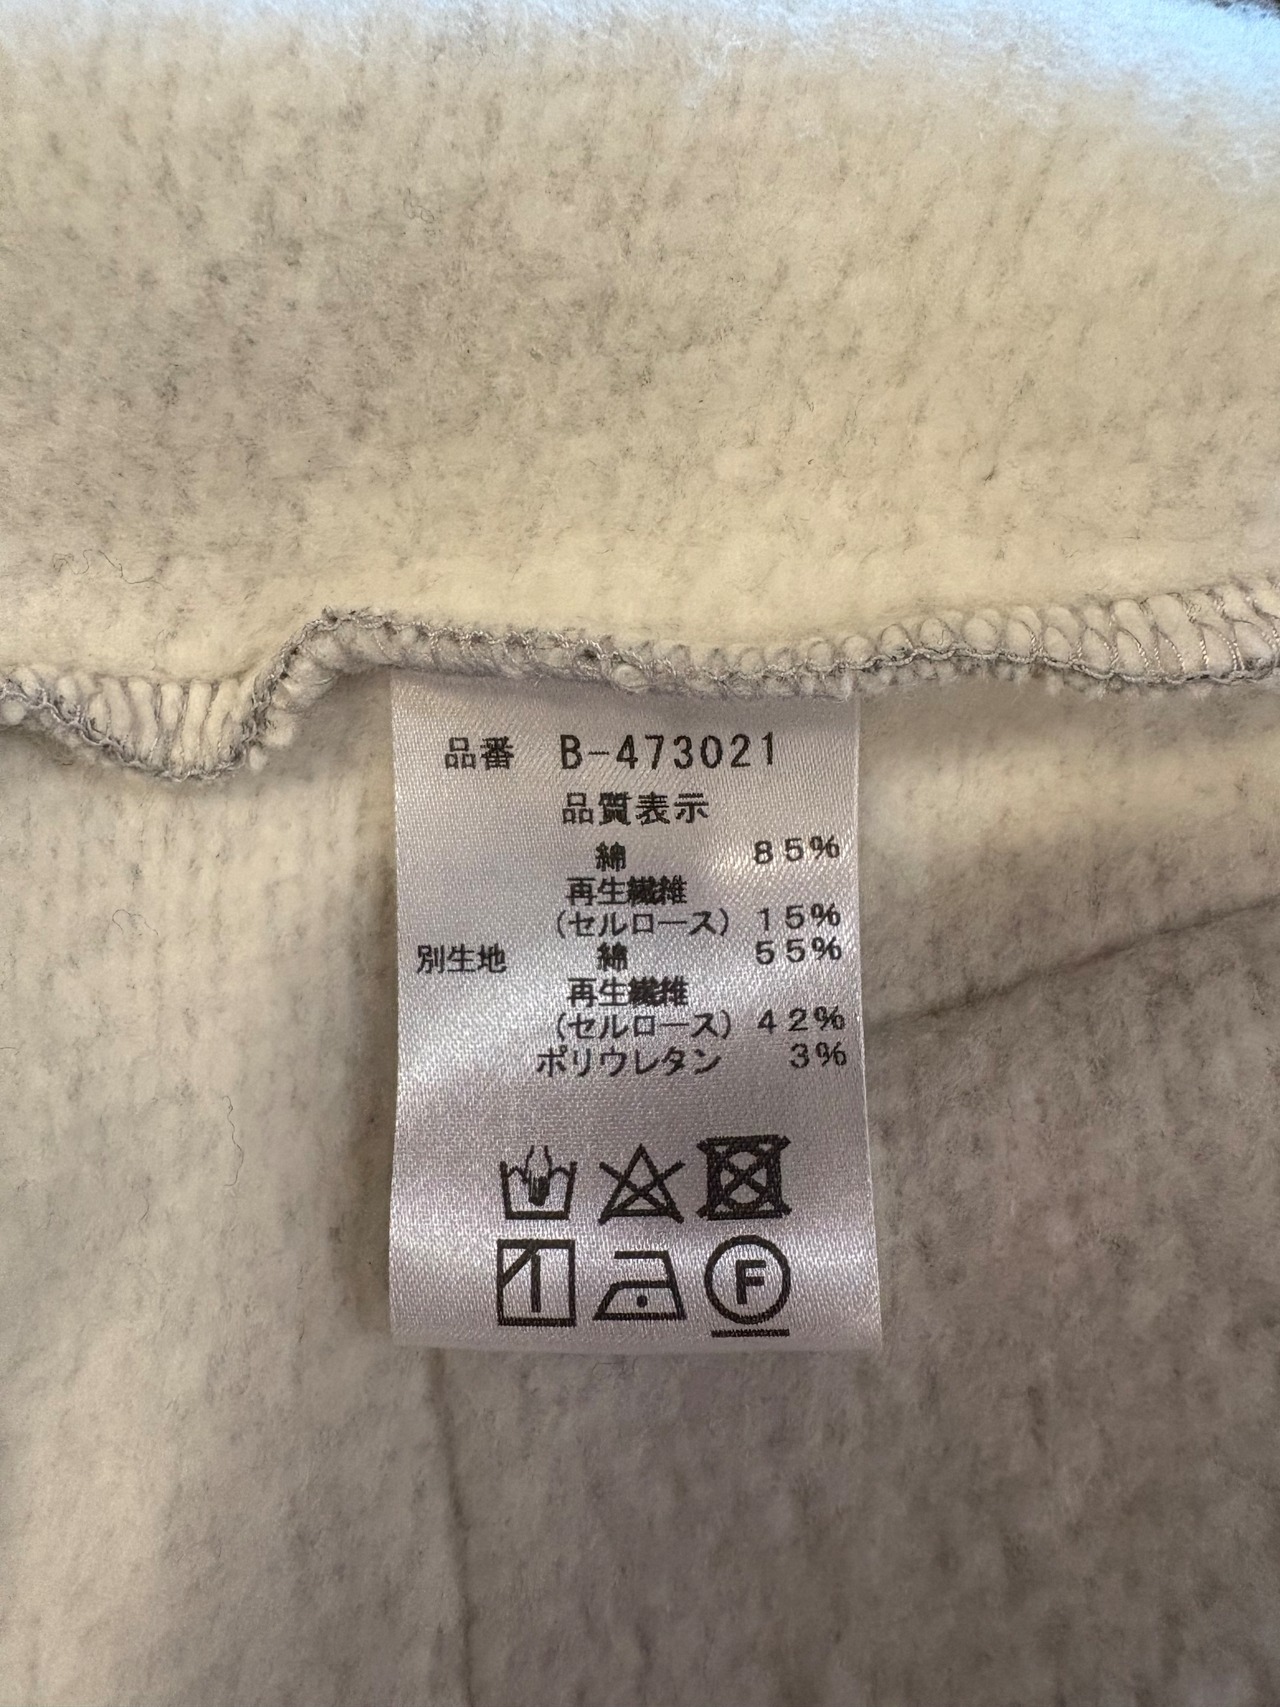 品番 B-473021
品質表示
綿 85%
再生繊維
(セルロース) 15%
別生地 綿 55%
再生繊維
(セルロース) 42%
ポリウレタン 3%
F